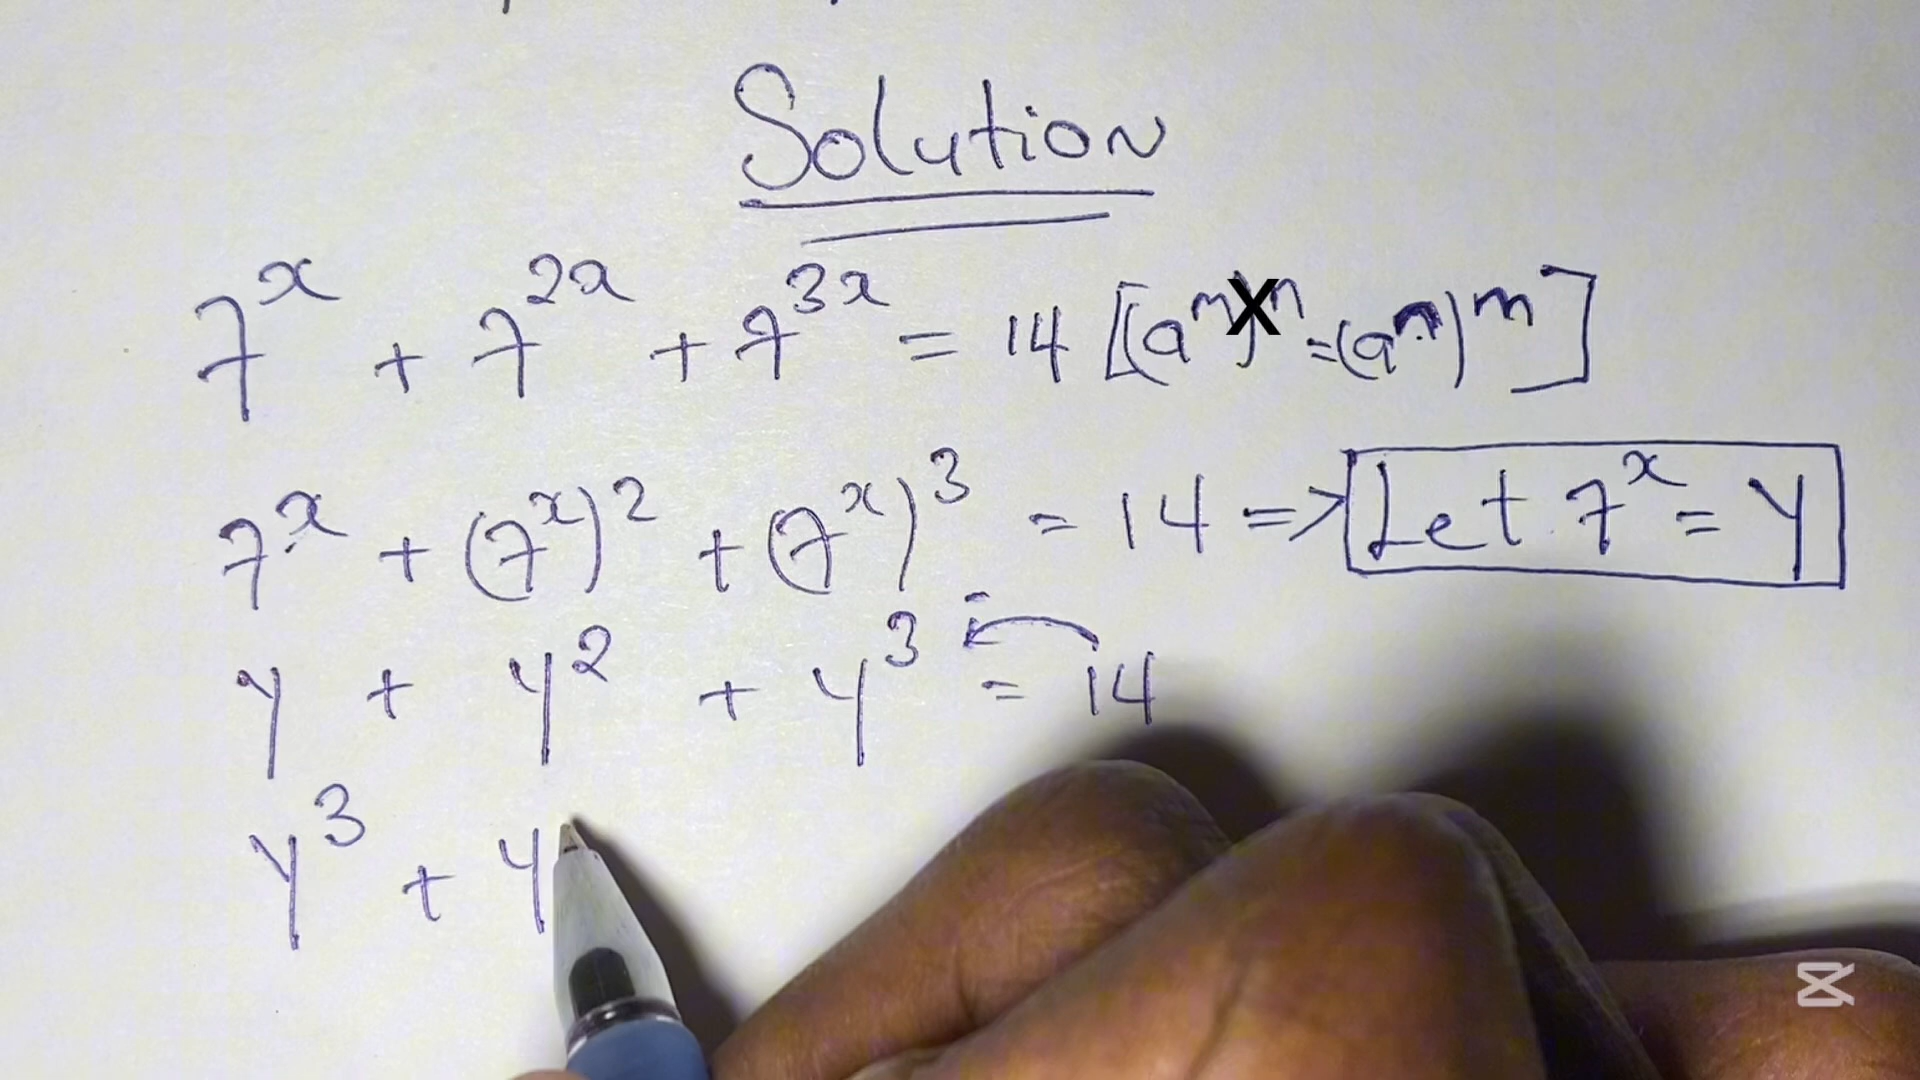 Solution
7^x + 7^2x + 7^3x = 14 [(a^m x n = (a^n)^m]
7^x + (7^x)^2 + (7^x)^3 = 14 => Let 7^x = y
y + y^2 + y^3 = 14
y^3 + y